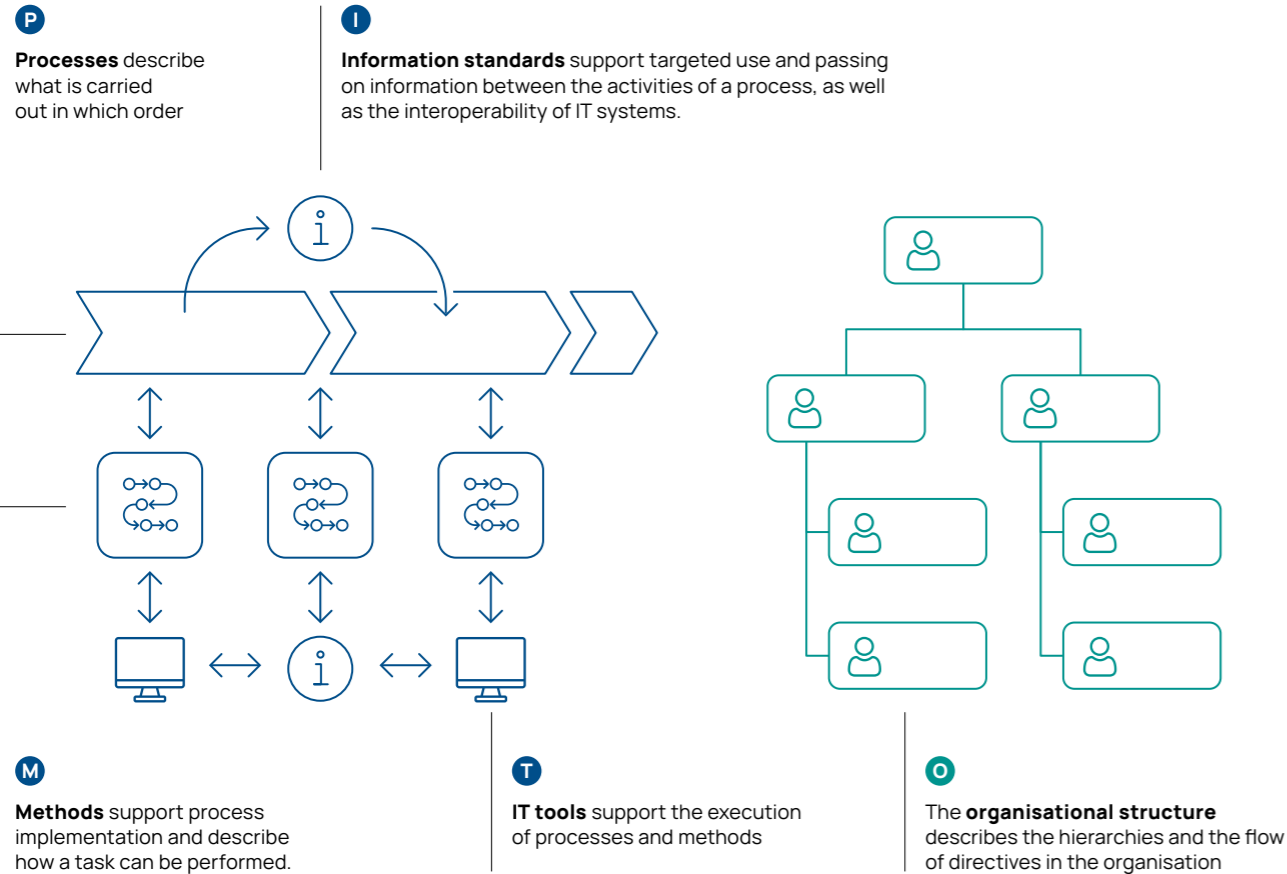 P
Processes describe
what is carried
out in which order
I
Information standards support targeted use and passing
on information between the activities of a process, as well
as the interoperability of IT systems.
i
i
M
Methods support process
implementation and describe
how a task can be performed.
T
IT tools support the execution
of processes and methods
O
The organisational structure
describes the hierarchies and the flow
of directives in the organisation